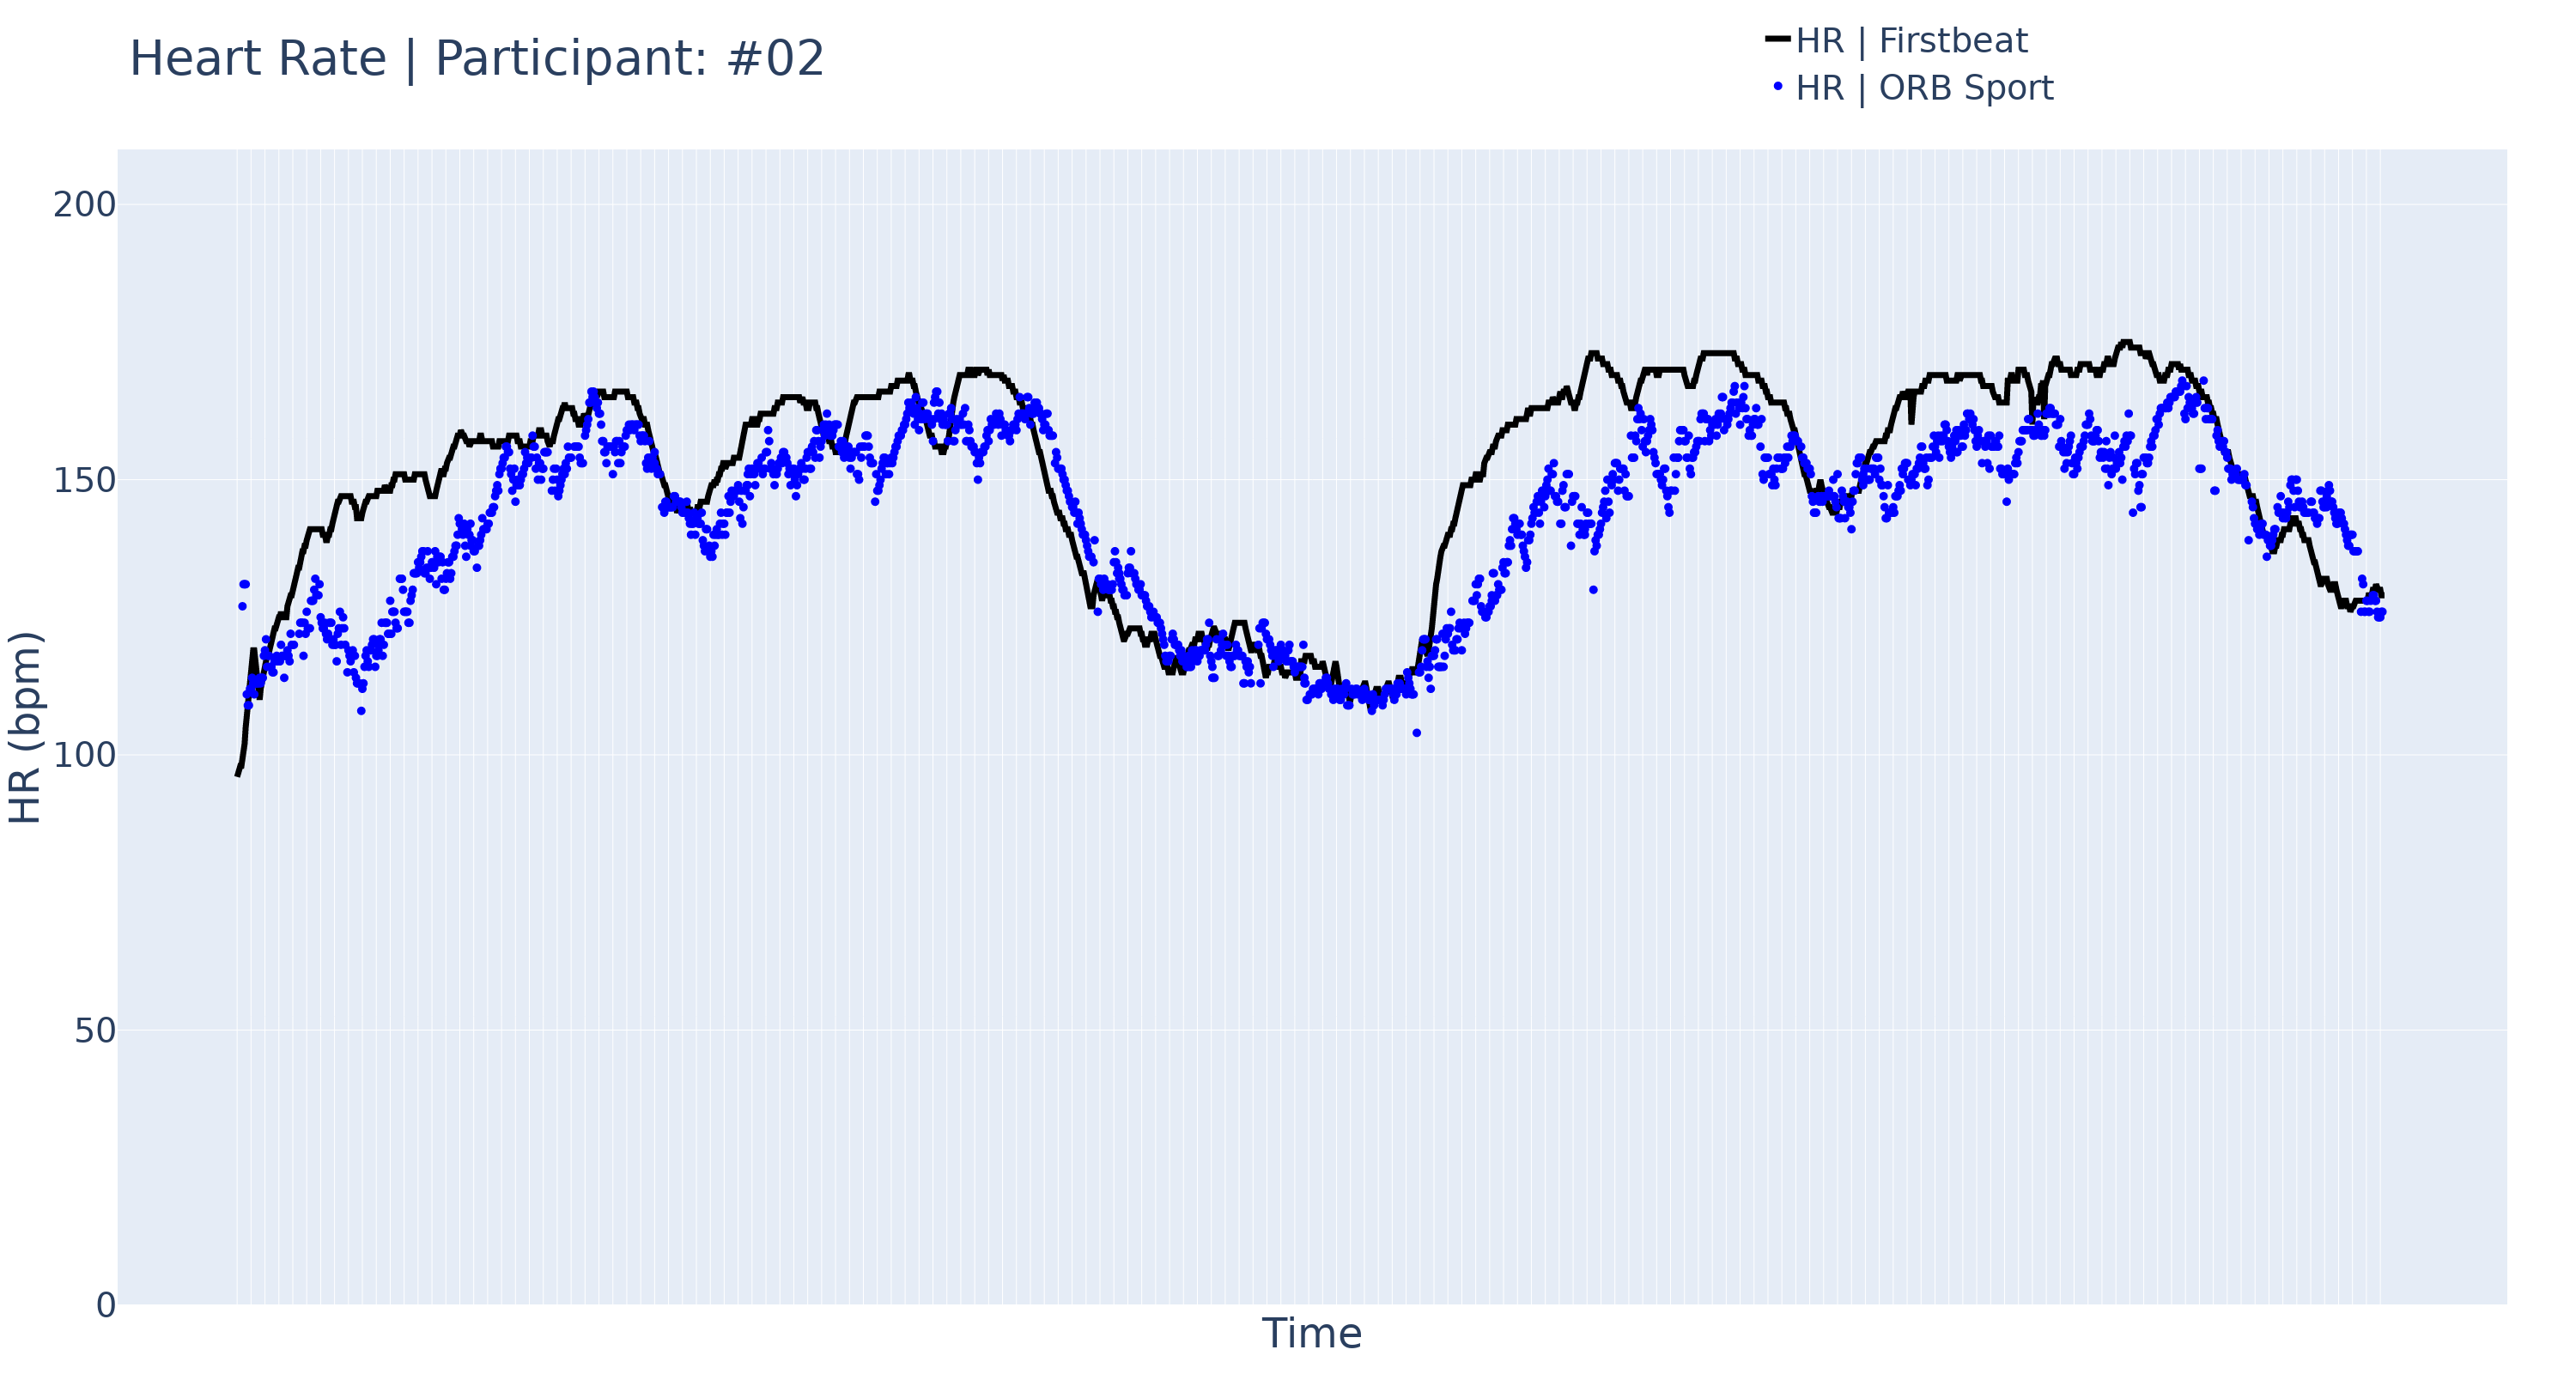 Heart Rate | Participant: #02
HR | Firstbeat
HR | ORB Sport
200
150
100
50
0
HR (bpm)
Time